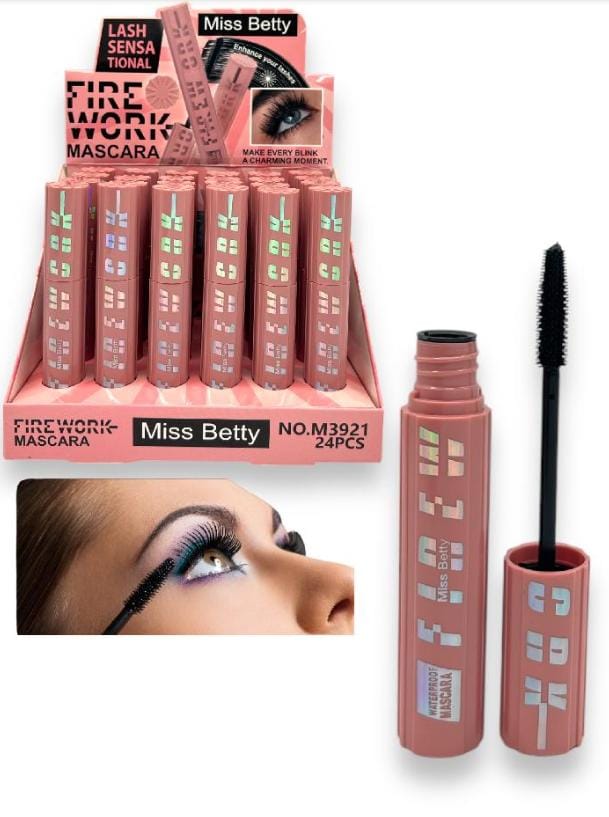 LASH
SENSA
TIONAL
Miss Betty
Enhance your lashes
FIRE
WORK
MASCARA
MAKE EVERY BLINK
A CHARMING MOMENT.
FIREWORK
MASCARA
Miss Betty
NO.M3921
24PCS
FIREW
Miss Betty
WATERPROOF
MASCARA